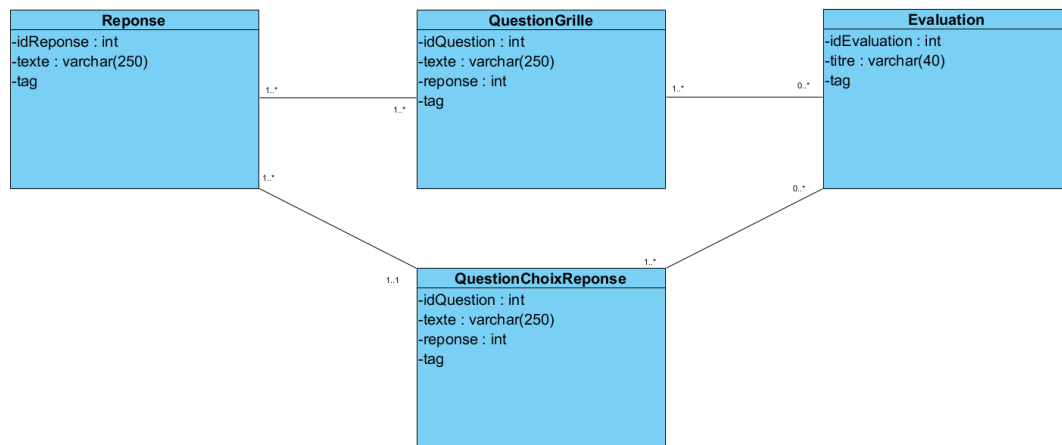 Reponse
-idReponse : int
-texte : varchar(250)
-tag
1..*
1..*
QuestionGrille
-idQuestion : int
-texte : varchar(250)
-reponse : int
-tag
1..*
0..*
Evaluation
-idEvaluation : int
-titre : varchar(40)
-tag
1..*
0..*
1..1
1..*
QuestionChoixReponse
-idQuestion : int
-texte : varchar(250)
-reponse : int
-tag